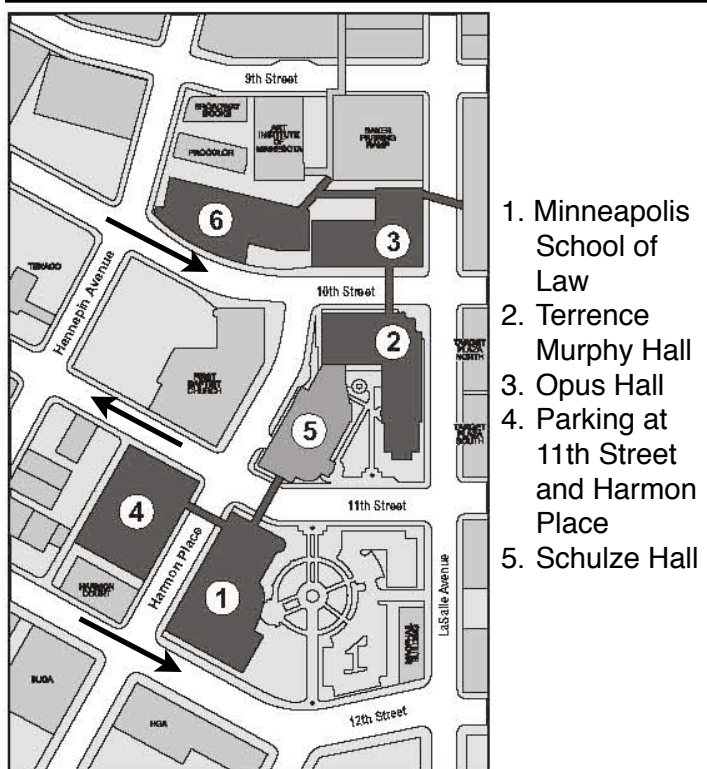 9th Street
BROADWAY
BOOKS
ART
INSTITUTE
OF
MINNESOTA
BAKER
PARKING
RAMP
PROCOLOR
6
3
TEXACO
Hennepin Avenue
10th Street
2
FIRST
BAPTIST
CHURCH
TARGET
PLAZA
NORTH
5
TARGET
PLAZA
SOUTH
4
11th Street
Harmon Place
HARMON
COURT
1
LaSalle Avenue
BUILDING
12th Street
HGA
1. Minneapolis
School of
Law
2. Terrence
Murphy Hall
3. Opus Hall
4. Parking at
11th Street
and Harmon
Place
5. Schulze Hall